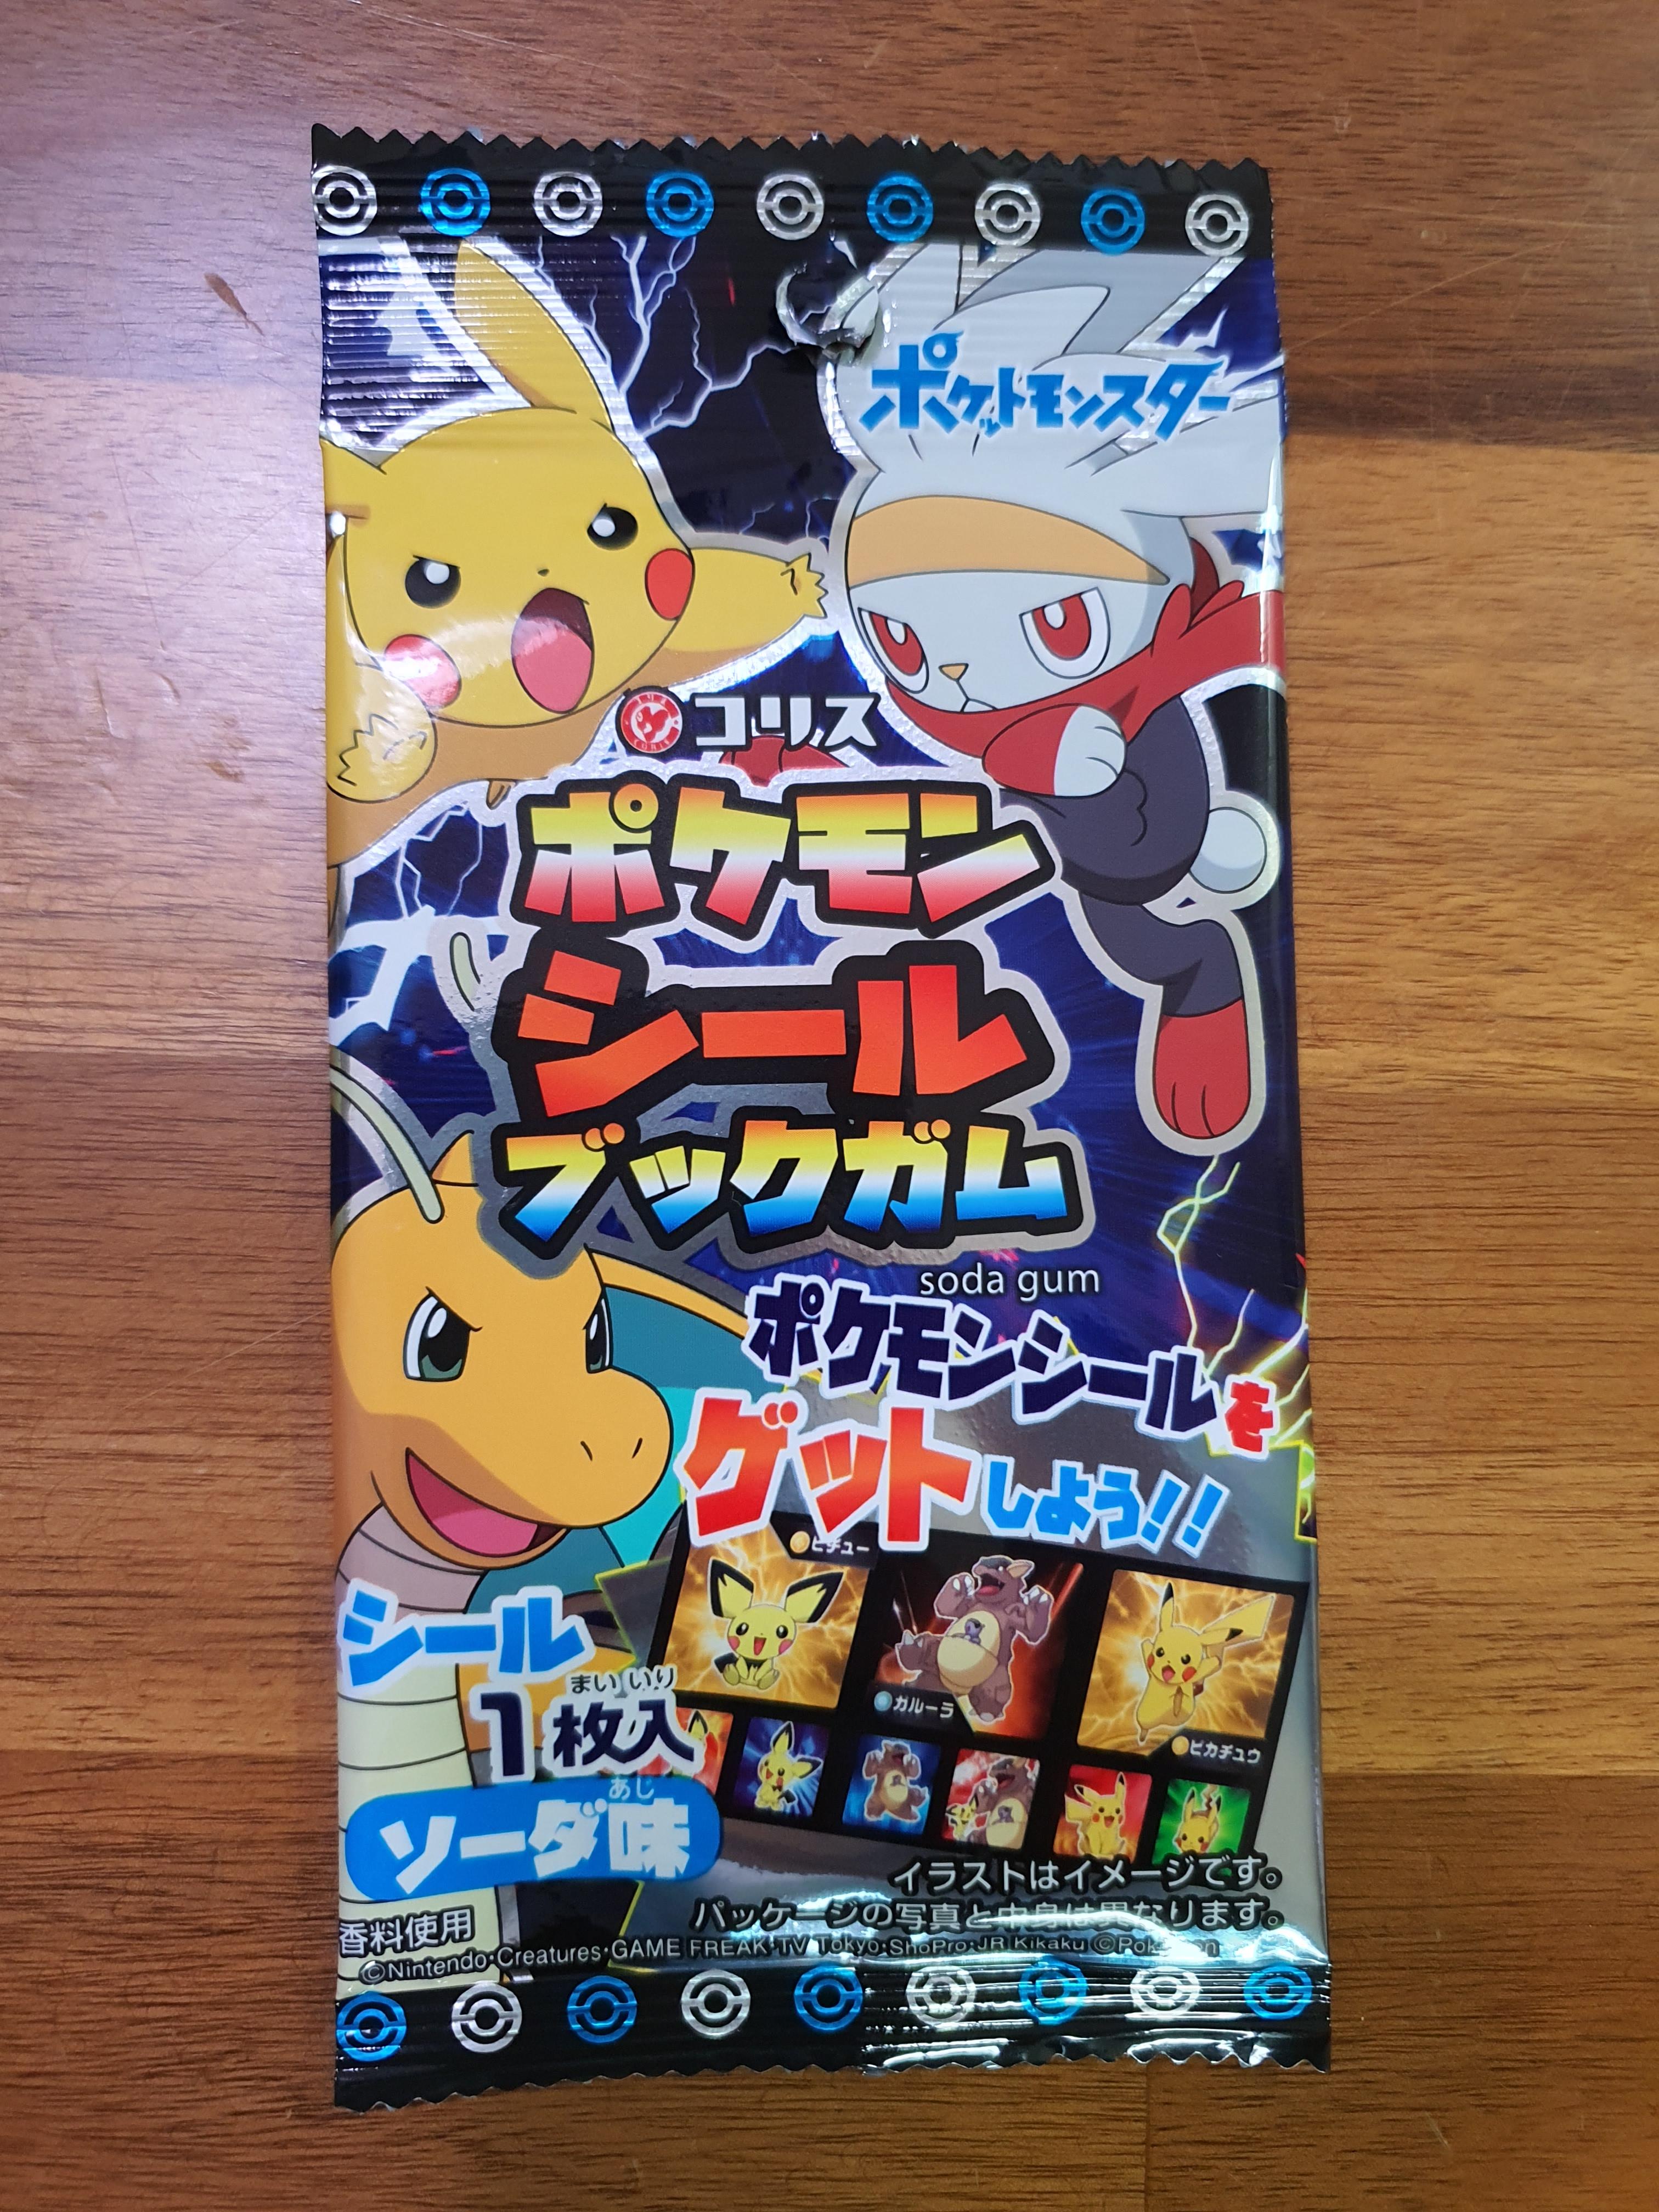 ポケットモンスター
コリス
ポケモン
シール
ブックガム
soda gum
ポケモンシールを
ゲットしよう!!
ピチュー
ガルーラ
ピカチュウ
シール
まい いり
1枚入
あじ
ソーダ味
イラストはイメージです。
パッケージの写真と中身は異なります。
香料使用
©Nintendo・Creatures・GAME FREAK・TV Tokyo・ShoPro・JR Kikaku ©Pokémon